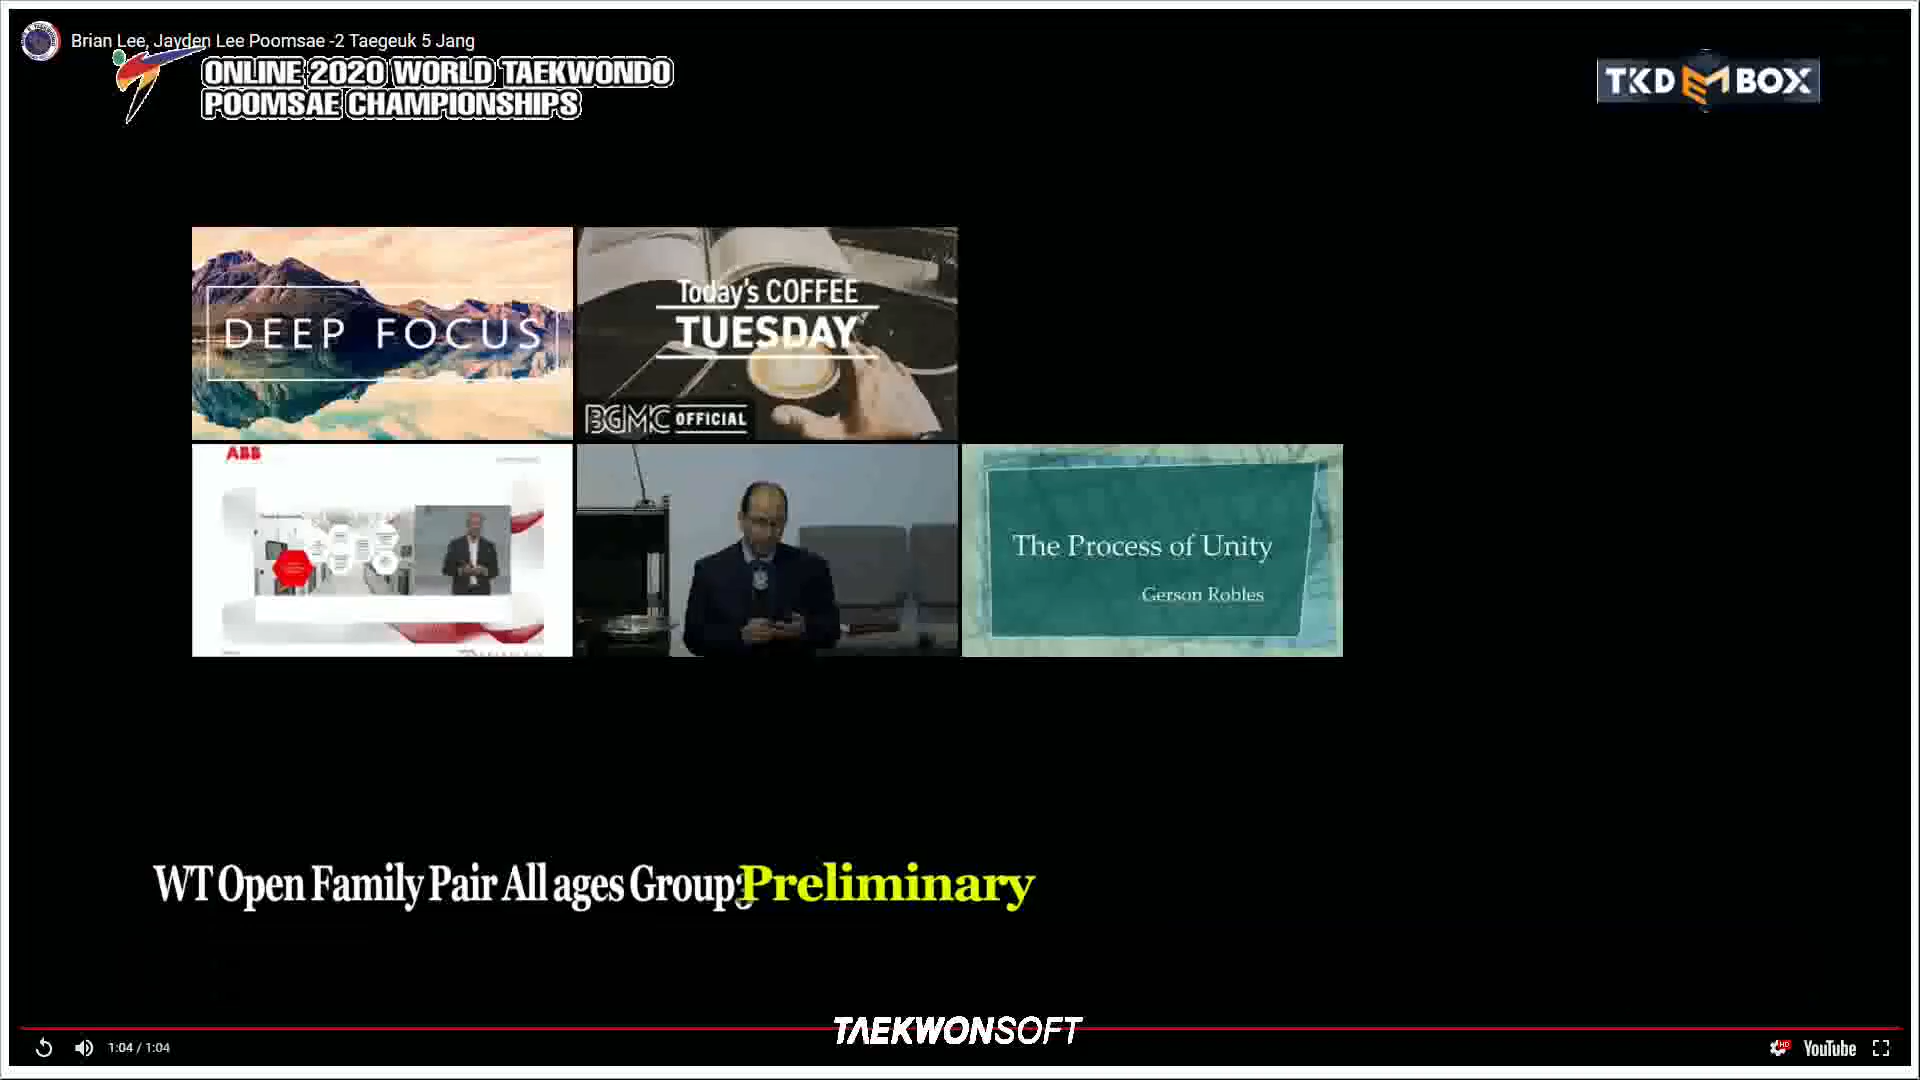 Brian Lee, Jayden Lee Poomsae -2 Taegeuk 5 Jang
ONLINE 2020 WORLD TAEKWONDO
POOMSAE CHAMPIONSHIPS
TKD BOX
DEEP FOCUS
Today's COFFEE
TUESDAY
BGMC OFFICIAL
ABB
The Process of Unity
Gerson Robles
WT Open Family Pair All ages Group Preliminary
TAEKWONSOFT
1:04 / 1:04
HD
YouTube